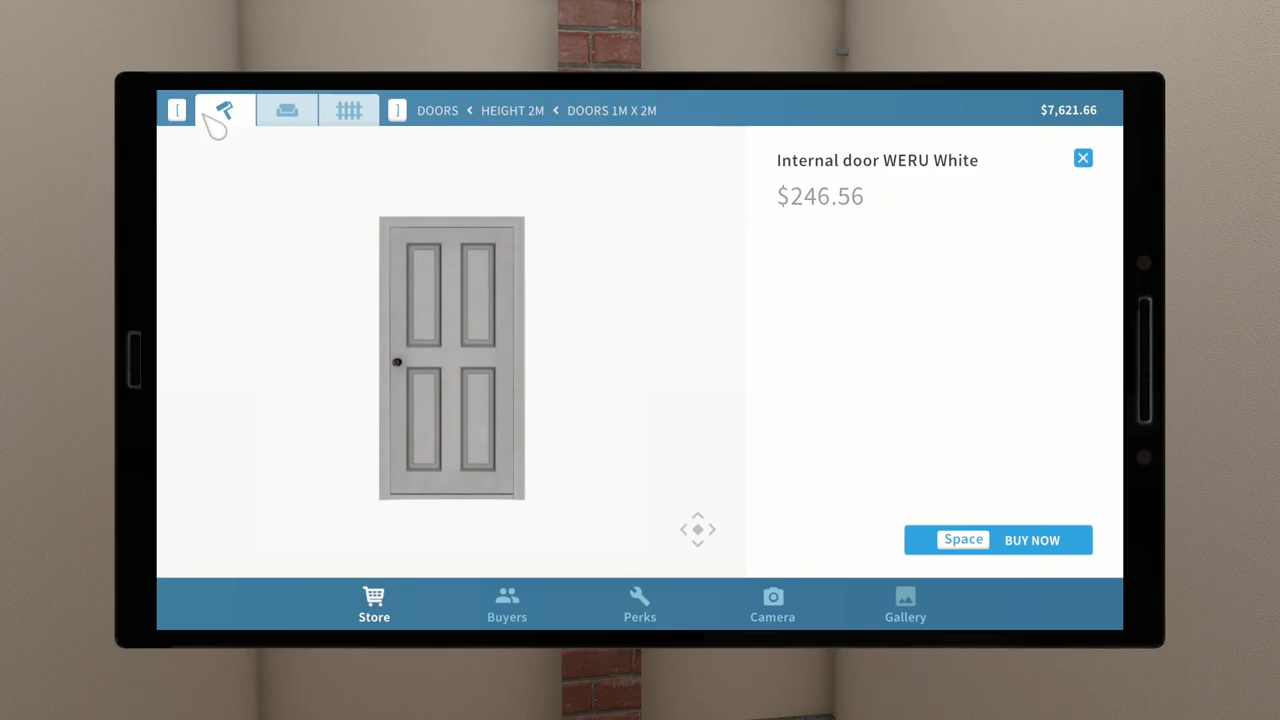 [ ] DOORS < HEIGHT 2M < DOORS 1M X 2M $7,621.66
Internal door WERU White
$246.56
Space BUY NOW
Store Buyers Perks Camera Gallery